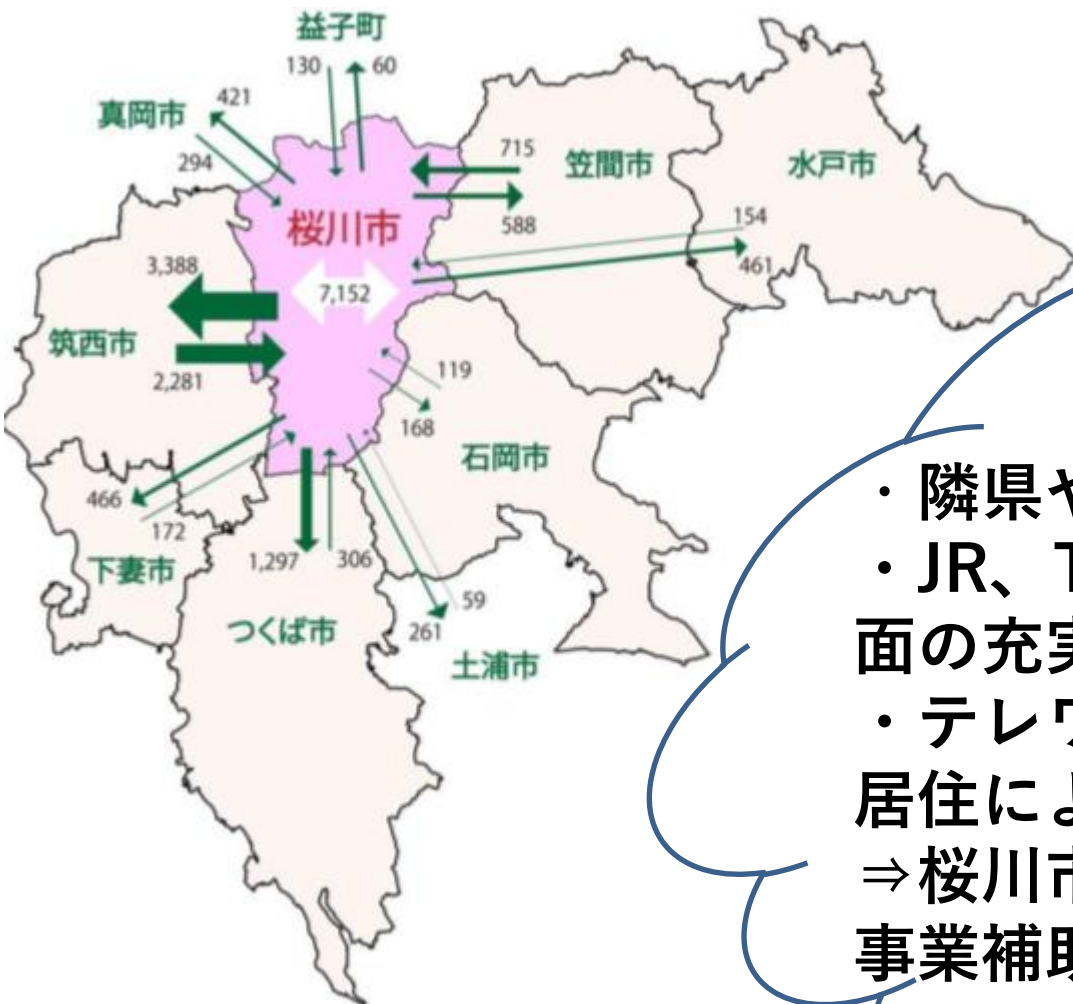 益子町
130
60
421
真岡市
294
715
笠間市
水戸市
桜川市
588
154
461
3,388
7,152
筑西市
2,281
119
168
石岡市
466
172
下妻市
1,297
306
59
261
つくば市
土浦市
・隣県や
・JR、T
面の充実
・テレワ
居住によ
⇒桜川市
事業補助